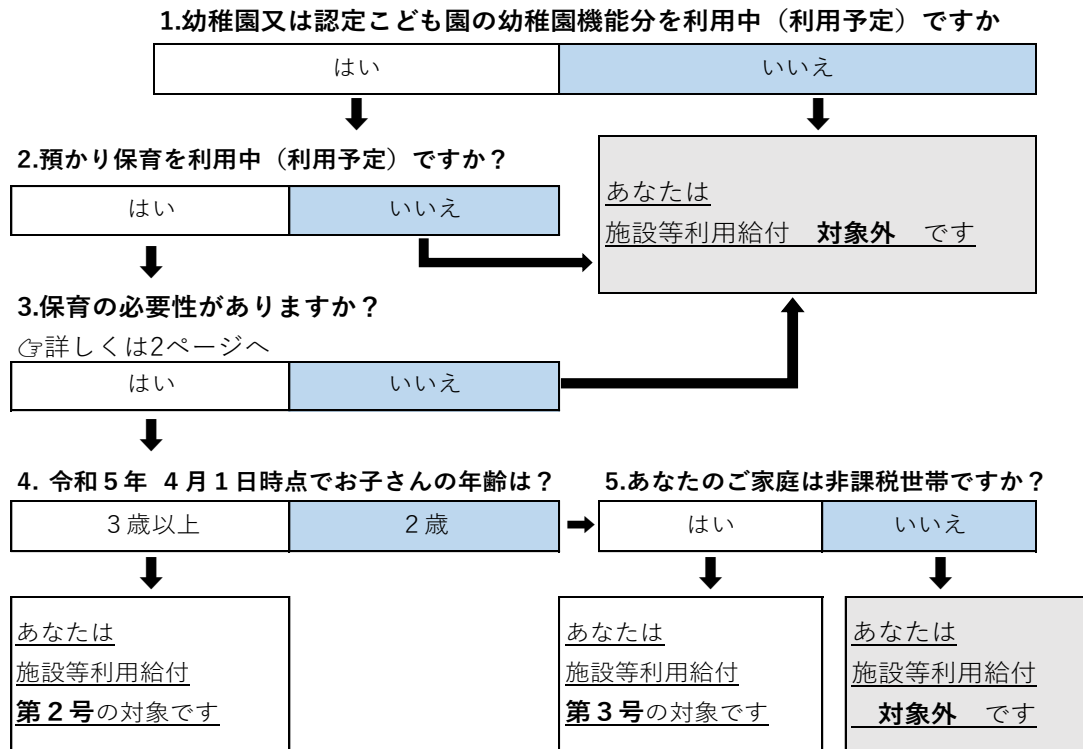 1.幼稚園又は認定こども園の幼稚園機能分を利用中（利用予定）ですか
はい
いいえ
2.預かり保育を利用中（利用予定）ですか？
はい
いいえ
あなたは
施設等利用給付　対象外　です
3.保育の必要性がありますか？
☞詳しくは2ページへ
はい
いいえ
4. 令和５年 ４月１日時点でお子さんの年齢は？
３歳以上
２歳
5.あなたのご家庭は非課税世帯ですか？
はい
いいえ
あなたは
施設等利用給付
第２号の対象です
あなたは
施設等利用給付
第３号の対象です
あなたは
施設等利用給付
対象外　です